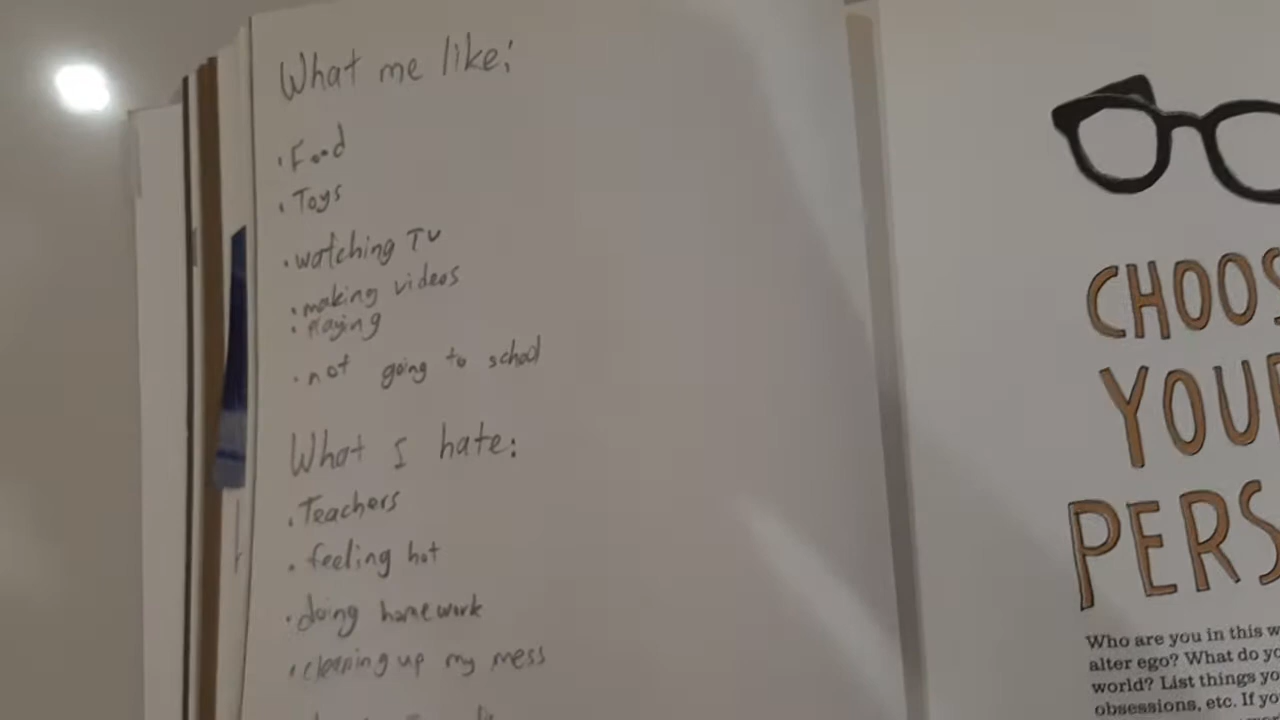 What me like:
• Food
• Toys
• watching TV
• making videos
• playing
• not going to school
What I hate:
• Teachers
• feeling hot
• doing homework
• cleaning up my mess
CHOOS
YOUR
PERS
Who are you in this w
alter ego? What do yo
world? List things yo
obsessions, etc. If yo